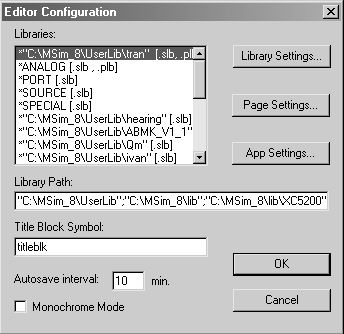 Editor Configuration
Libraries:
*"C:\MSim_8\UserLib\tran" [.slb, .plb
*ANALOG [.slb , .plb]
*PORT [.slb]
*SOURCE [.slb]
*SPECIAL [.slb]
*"C:\MSim_8\UserLib\hearing" [.slb]
*"C:\MSim_8\UserLib\ABMK_V1_1"
*"C:\MSim_8\UserLib\Qm" [.slb]
*"C:\MSim_8\UserLib\ivan" [.slb]
Library Settings...
Page Settings...
App Settings...
Library Path:
"C:\MSim_8\UserLib";"C:\MSim_8\lib";"C:\MSim_8\lib\XC5200"
Title Block Symbol:
titleblk
Autosave interval: 10 min.
Monochrome Mode
OK
Cancel